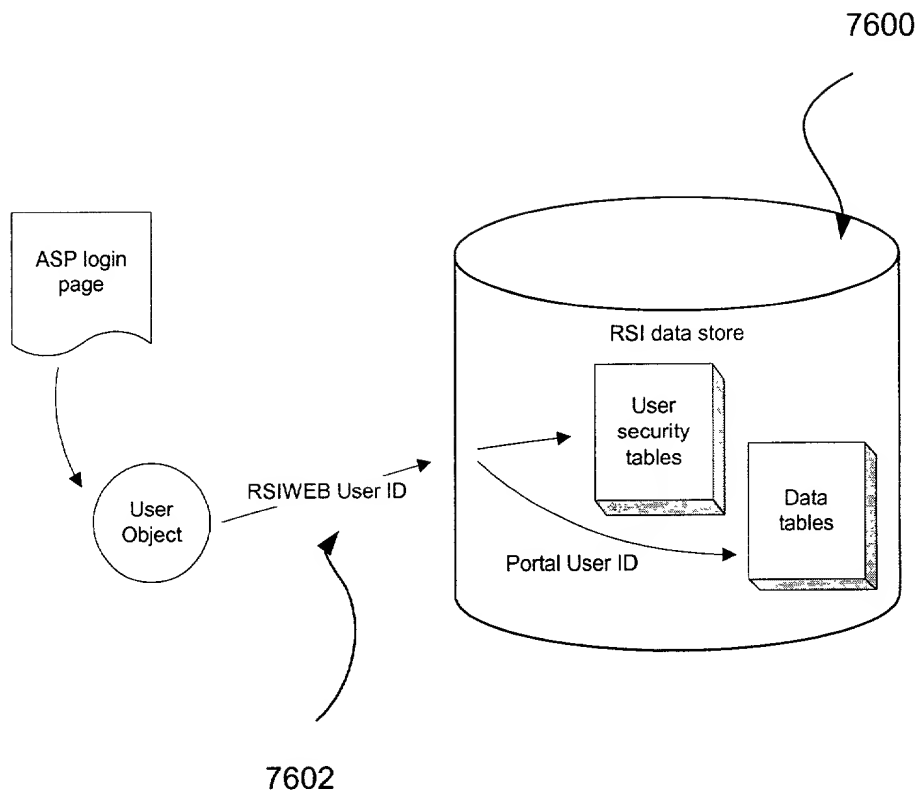 7600
ASP login
page
RSI data store
User
security
tables
RSIWEB User ID
User
Object
Data
tables
Portal User ID
7602